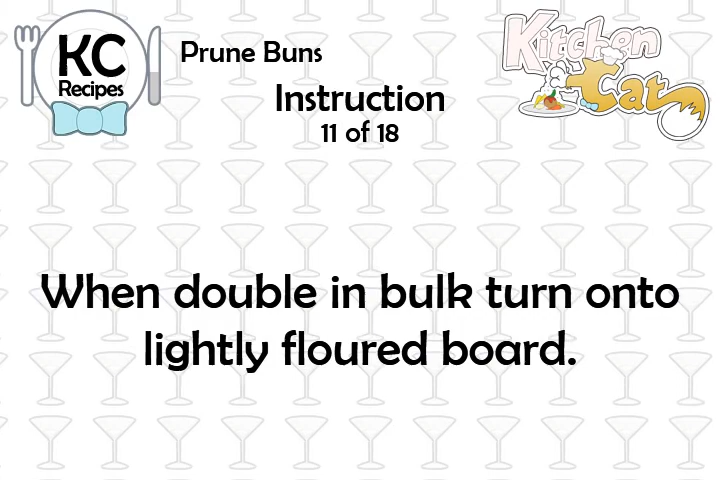 KC
Recipes
Prune Buns
Kitchen
Cat
Instruction
11 of 18
When double in bulk turn onto
lightly floured board.